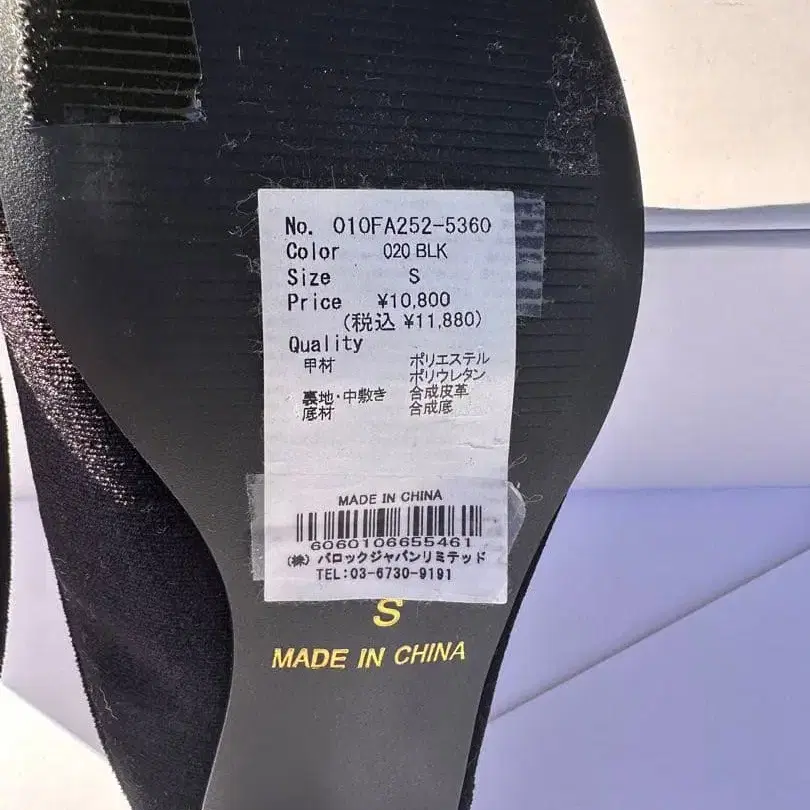 No. 010FA252-5360
Color 020 BLK
Size S
Price ¥10,800
(税込 ¥11,880)
Quality
甲材 ポリエステル
ポリウレタン
裏地・中敷き 合成皮革
底材 合成底
MADE IN CHINA
6060106655461
(株) バロックジャパンリミテッド
TEL:03-6730-9191
S
MADE IN CHINA